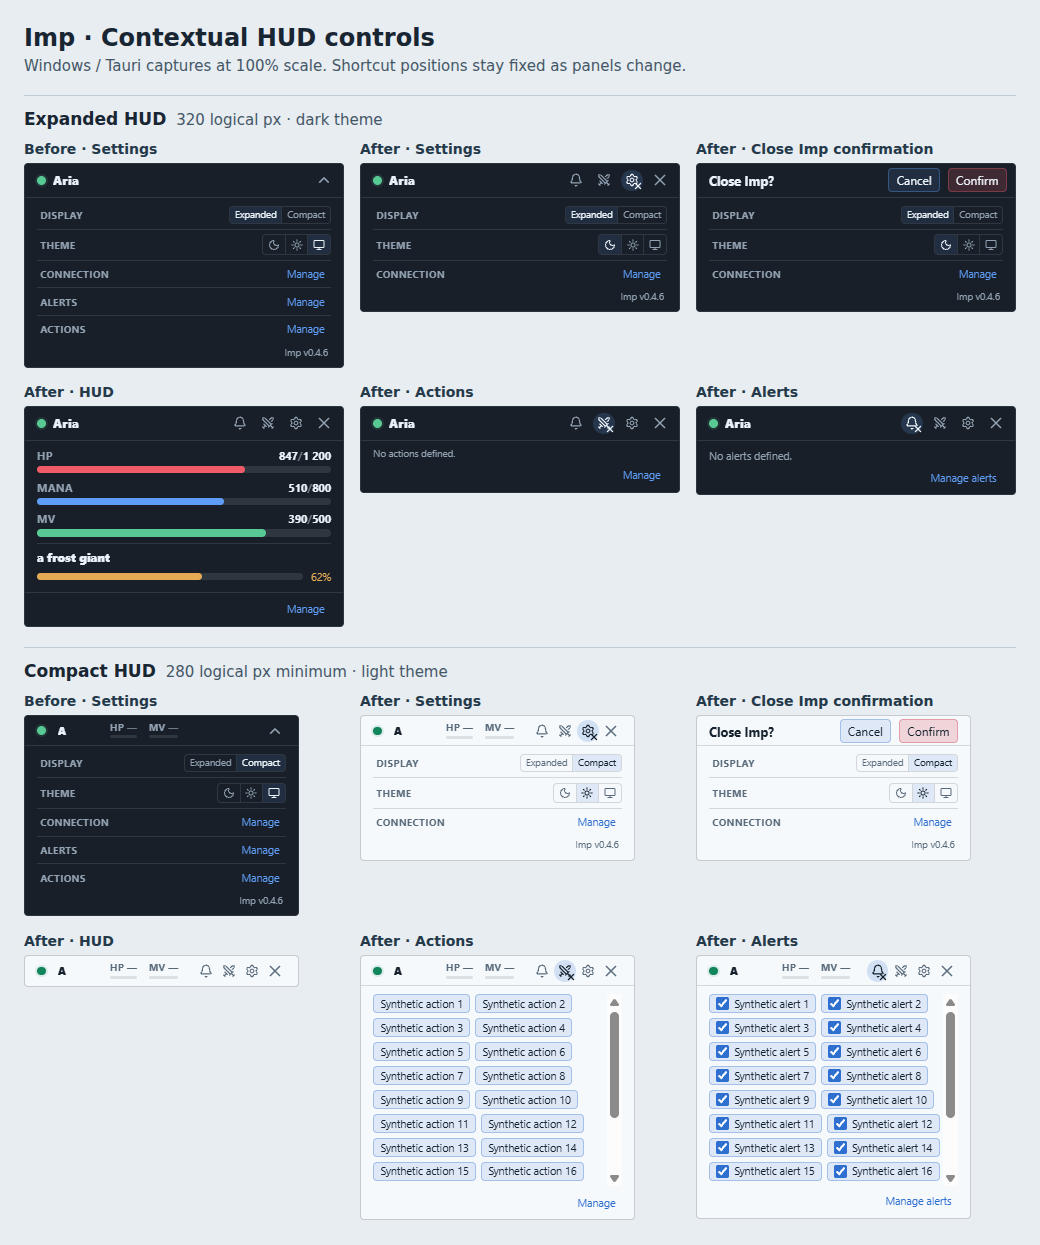 Imp · Contextual HUD controls
Windows / Tauri captures at 100% scale. Shortcut positions stay fixed as panels change.
Expanded HUD 320 logical px · dark theme
Before · Settings
Aria
DISPLAY Expanded Compact
THEME
CONNECTION Manage
ALERTS Manage
ACTIONS Manage
Imp v0.4.6
After · Settings
Aria
DISPLAY Expanded Compact
THEME
CONNECTION Manage
Imp v0.4.6
After · Close Imp confirmation
Close Imp? Cancel Confirm
DISPLAY Expanded Compact
THEME
CONNECTION Manage
Imp v0.4.6
After · HUD
Aria
HP 847/1 200
MANA 510/800
MV 390/500
a frost giant
62%
Manage
After · Actions
Aria
No actions defined.
Manage
After · Alerts
Aria
No alerts defined.
Manage alerts
Compact HUD 280 logical px minimum · light theme
Before · Settings
A HP — MV —
DISPLAY Expanded Compact
THEME
CONNECTION Manage
ALERTS Manage
ACTIONS Manage
Imp v0.4.6
After · Settings
A HP — MV —
DISPLAY Expanded Compact
THEME
CONNECTION Manage
Imp v0.4.6
After · Close Imp confirmation
Close Imp? Cancel Confirm
DISPLAY Expanded Compact
THEME
CONNECTION Manage
Imp v0.4.6
After · HUD
A HP — MV —
After · Actions
A HP — MV —
Synthetic action 1 Synthetic action 2
Synthetic action 3 Synthetic action 4
Synthetic action 5 Synthetic action 6
Synthetic action 7 Synthetic action 8
Synthetic action 9 Synthetic action 10
Synthetic action 11 Synthetic action 12
Synthetic action 13 Synthetic action 14
Synthetic action 15 Synthetic action 16
Manage
After · Alerts
A HP — MV —
Synthetic alert 1 Synthetic alert 2
Synthetic alert 3 Synthetic alert 4
Synthetic alert 5 Synthetic alert 6
Synthetic alert 7 Synthetic alert 8
Synthetic alert 9 Synthetic alert 10
Synthetic alert 11 Synthetic alert 12
Synthetic alert 13 Synthetic alert 14
Synthetic alert 15 Synthetic alert 16
Manage alerts